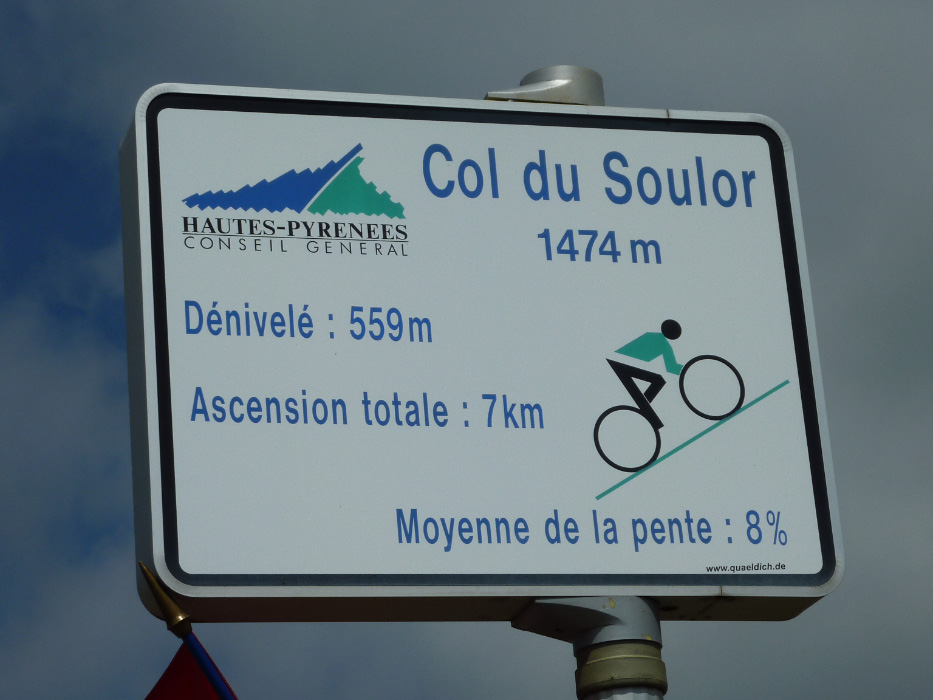 Col du Soulor
1474 m
HAUTES-PYRENEES
CONSEIL GENERAL
Dénivelé : 559m
Ascension totale : 7km
Moyenne de la pente : 8%
www.quaeldich.de